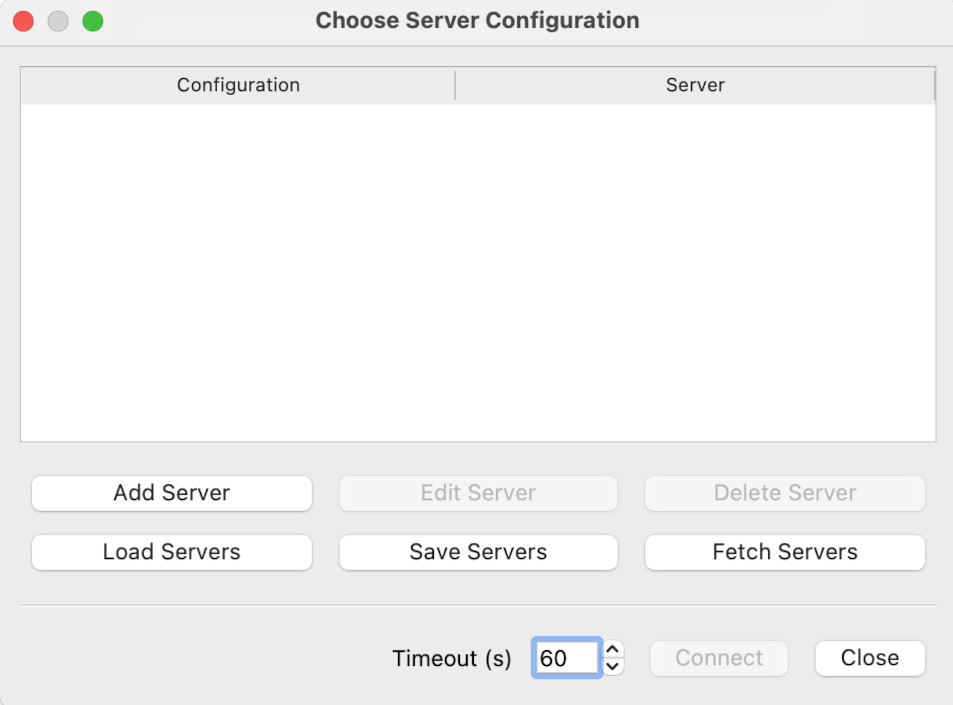 Choose Server Configuration
Configuration Server
Add Server Edit Server Delete Server
Load Servers Save Servers Fetch Servers
Timeout (s) 60 Connect Close